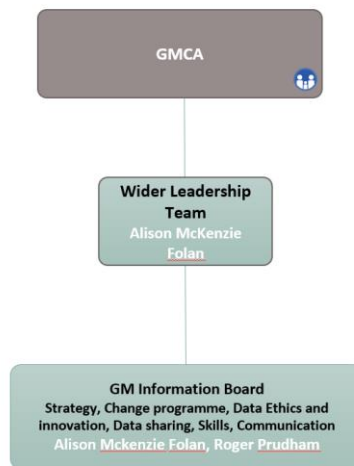 GMCA
Wider Leadership
Team
Alison McKenzie
Folan
GM Information Board
Strategy, Change programme, Data Ethics and
innovation, Data sharing, Skills, Communication
Alison Mckenzie Folan, Roger Prudham